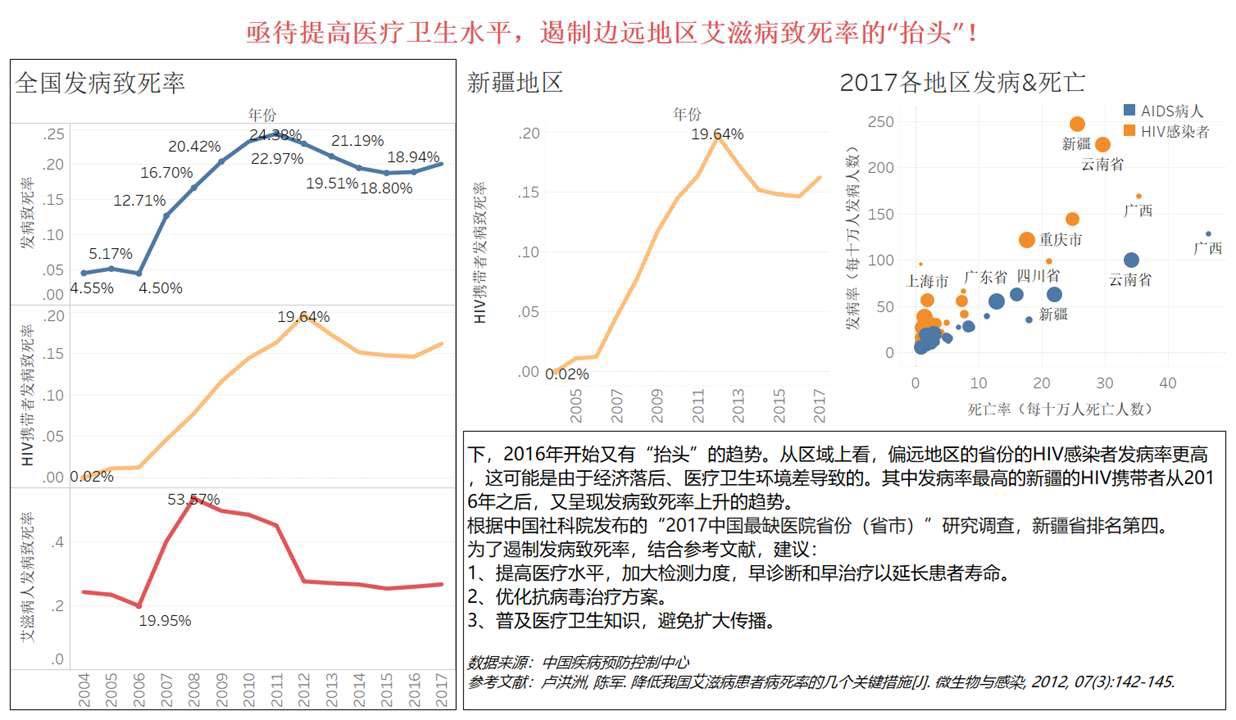 亟待提高医疗卫生水平，遏制边远地区艾滋病致死率的“抬头”！
全国发病致死率
年份
发病致死率
.25
.20
.15
.10
.05
.00
4.55%
5.17%
4.50%
12.71%
16.70%
20.42%
24.38%
22.97%
21.19%
19.51%
18.80%
18.94%
HIV携带者发病致死率
.20
.15
.10
.05
.00
0.02%
19.64%
艾滋病人发病致死率
.4
.2
.0
53.57%
19.95%
2004
2005
2006
2007
2008
2009
2010
2011
2012
2013
2014
2015
2016
2017
新疆地区
年份
HIV携带者发病致死率
.20
.15
.10
.05
.00
19.64%
0.02%
2005
2007
2009
2011
2013
2015
2017
2017各地区发病&死亡
AIDS病人
HIV感染者
发病率（每十万人发病人数）
250
200
150
100
50
0
新疆
云南省
广西
重庆市
广西
上海市
广东省
四川省
云南省
新疆
0
10
20
30
40
死亡率（每十万人死亡人数）
下，2016年开始又有“抬头”的趋势。从区域上看，偏远地区的省份的HIV感染者发病率更高
，这可能是由于经济落后、医疗卫生环境差导致的。其中发病率最高的新疆的HIV携带者从201
6年之后，又呈现发病致死率上升的趋势。
根据中国社科院发布的“2017中国最缺医院省份（省市）”研究调查，新疆省排名第四。
为了遏制发病致死率，结合参考文献，建议：
1、提高医疗水平，加大检测力度，早诊断和早治疗以延长患者寿命。
2、优化抗病毒治疗方案。
3、普及医疗卫生知识，避免扩大传播。
数据来源：中国疾病预防控制中心
参考文献：卢洪洲, 陈军. 降低我国艾滋病患者病死率的几个关键措施[J]. 微生物与感染, 2012, 07(3):142-145.